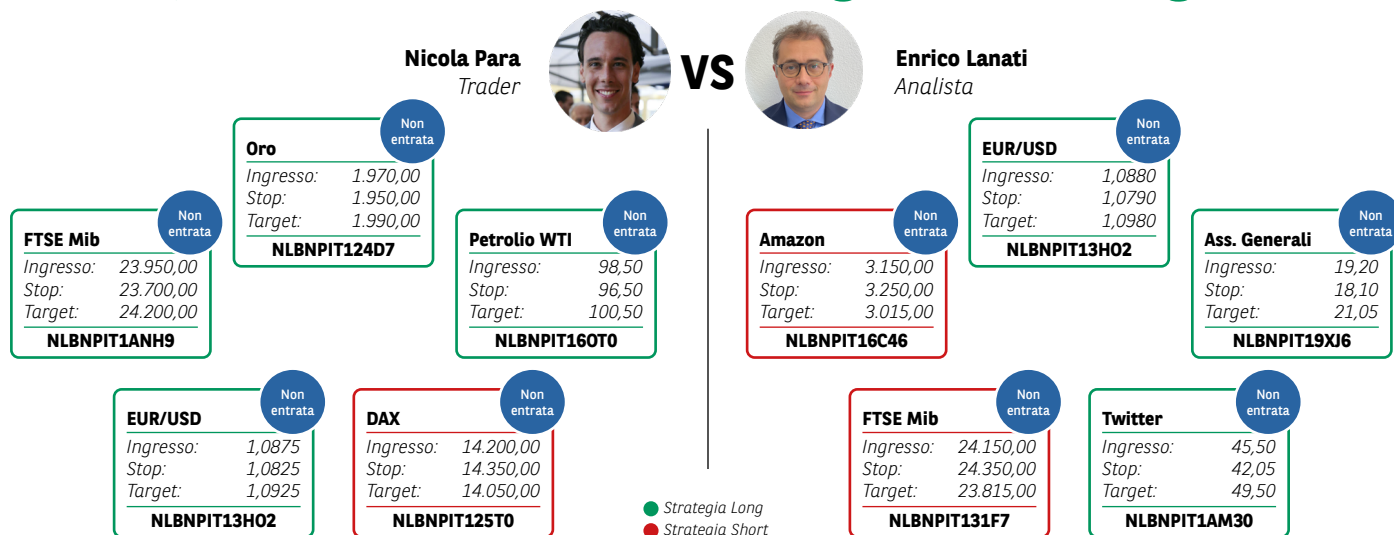 Nicola Para
Trader
VS
Enrico Lanati
Analista
Non
entrata
Oro
Ingresso: 1.970,00
Stop: 1.950,00
Target: 1.990,00
NLBNPIT124D7
Non
entrata
FTSE Mib
Ingresso: 23.950,00
Stop: 23.700,00
Target: 24.200,00
NLBNPIT1ANH9
Non
entrata
Petrolio WTI
Ingresso: 98,50
Stop: 96,50
Target: 100,50
NLBNPIT160T0
Non
entrata
EUR/USD
Ingresso: 1,0875
Stop: 1,0825
Target: 1,0925
NLBNPIT13HO2
Non
entrata
DAX
Ingresso: 14.200,00
Stop: 14.350,00
Target: 14.050,00
NLBNPIT125T0
Non
entrata
EUR/USD
Ingresso: 1,0880
Stop: 1,0790
Target: 1,0980
NLBNPIT13HO2
Non
entrata
Amazon
Ingresso: 3.150,00
Stop: 3.250,00
Target: 3.015,00
NLBNPIT16C46
Non
entrata
Ass. Generali
Ingresso: 19,20
Stop: 18,10
Target: 21,05
NLBNPIT19XJ6
Non
entrata
FTSE Mib
Ingresso: 24.150,00
Stop: 24.350,00
Target: 23.815,00
NLBNPIT131F7
Non
entrata
Twitter
Ingresso: 45,50
Stop: 42,05
Target: 49,50
NLBNPIT1AM30
Strategia Long
Strategia Short